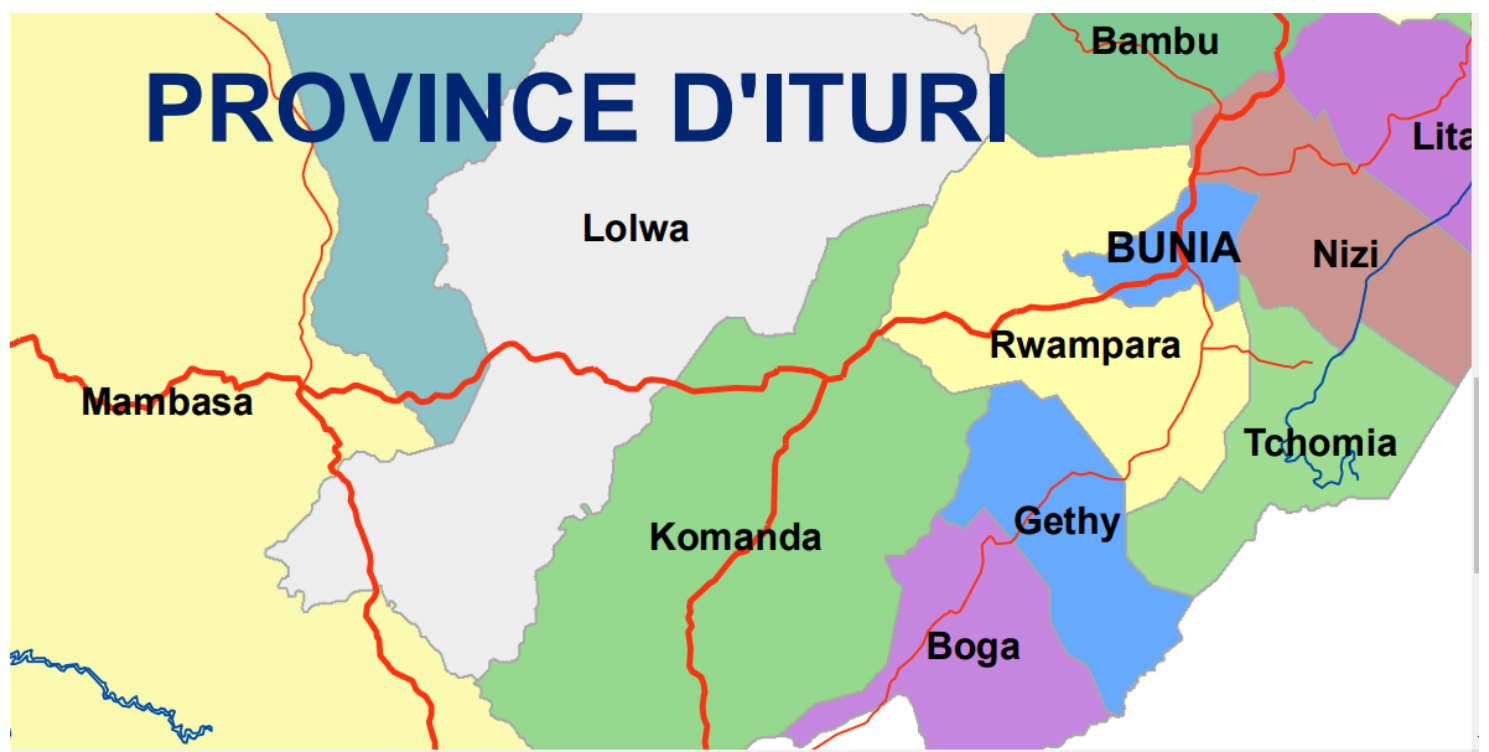 Bambu
PROVINCE D'ITURI
Lita
Lolwa
BUNIA
Nizi
Rwampara
Mambasa
Tchomia
Gethy
Komanda
Boga